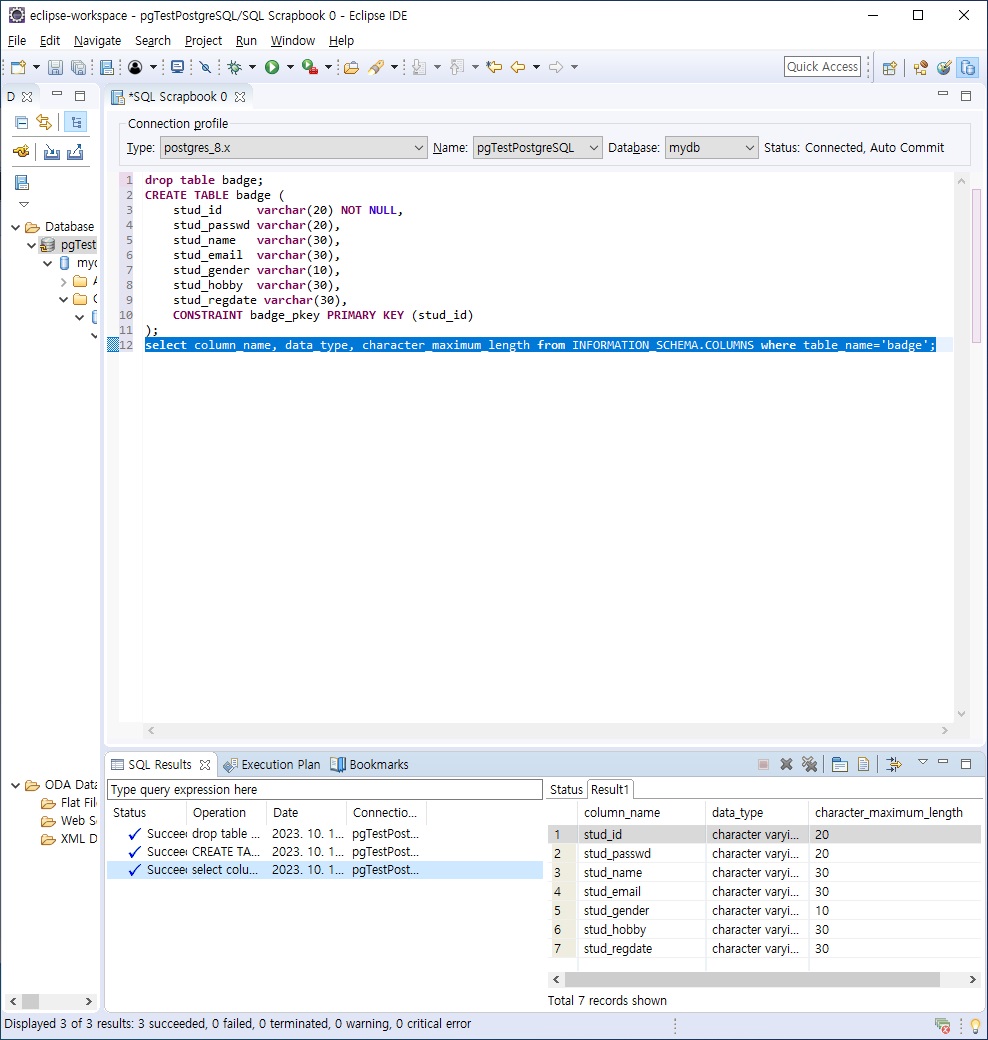 eclipse-workspace - pgTestPostgreSQL/SQL Scrapbook 0 - Eclipse IDE
File Edit Navigate Search Project Run Window Help
Quick Access
D
*SQL Scrapbook 0
Connection profile
Type: postgres_8.x Name: pgTestPostgreSQL Database: mydb Status: Connected, Auto Commit
1 drop table badge;
2 CREATE TABLE badge (
3 stud_id varchar(20) NOT NULL,
4 stud_passwd varchar(20),
5 stud_name varchar(30),
6 stud_email varchar(30),
7 stud_gender varchar(10),
8 stud_hobby varchar(30),
9 stud_regdate varchar(30),
10 CONSTRAINT badge_pkey PRIMARY KEY (stud_id)
11 );
12 select column_name, data_type, character_maximum_length from INFORMATION_SCHEMA.COLUMNS where table_name='badge';
Database
pgTest
ODA Data
Flat File
Web S
XML D
SQL Results Execution Plan Bookmarks
Type query expression here
Status Operation Date Connectio...
Succee drop table ... 2023. 10. 1... pgTestPost...
Succee CREATE TA... 2023. 10. 1... pgTestPost...
Succee select colu... 2023. 10. 1... pgTestPost...
Status Result1
column_name data_type character_maximum_length
1 stud_id character varyi... 20
2 stud_passwd character varyi... 20
3 stud_name character varyi... 30
4 stud_email character varyi... 30
5 stud_gender character varyi... 10
6 stud_hobby character varyi... 30
7 stud_regdate character varyi... 30
Total 7 records shown
Displayed 3 of 3 results: 3 succeeded, 0 failed, 0 terminated, 0 warning, 0 critical error